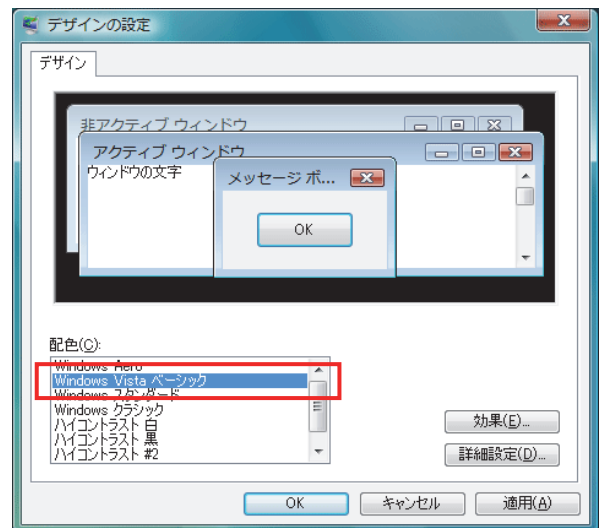 デザインの設定
デザイン
非アクティブ ウィンドウ
アクティブ ウィンドウ
ウィンドウの文字
メッセージ ボ...
OK
配色(C):
Windows Aero
Windows Vista ベーシック
Windows スタンダード
Windows クラシック
ハイコントラスト 白
ハイコントラスト 黒
ハイコントラスト #2
効果(E)...
詳細設定(D)...
OK
キャンセル
適用(A)